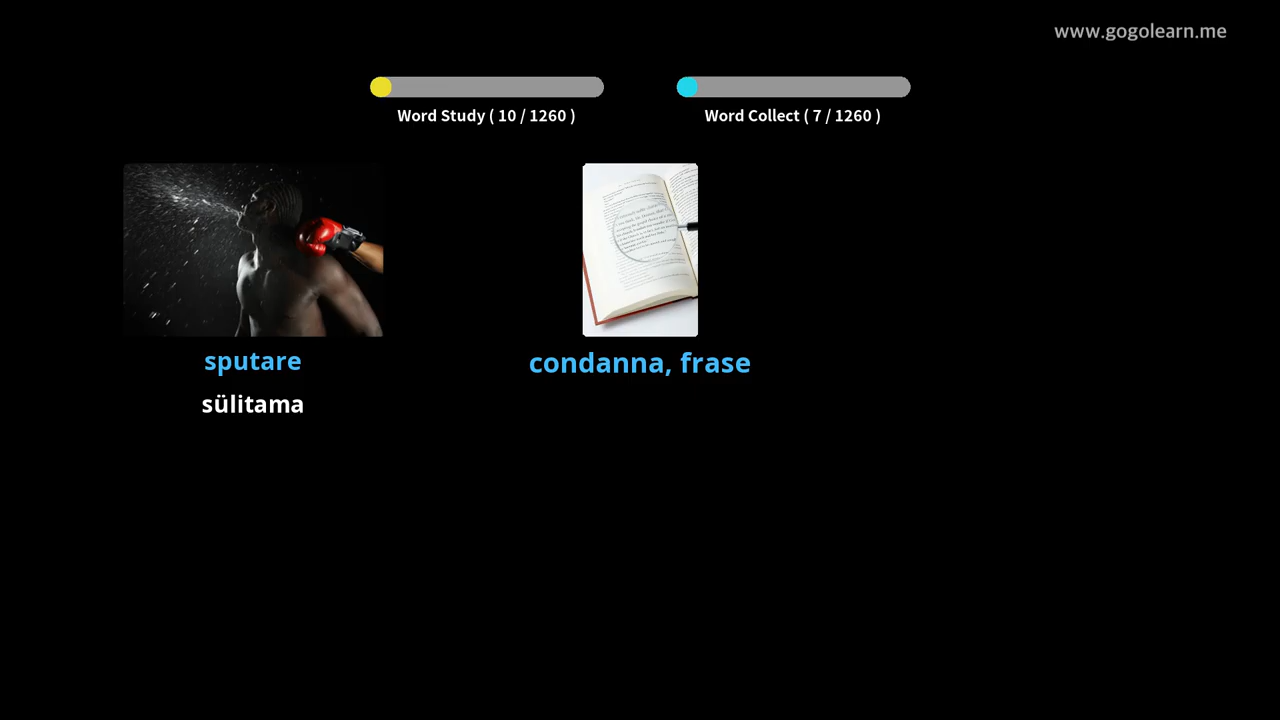 www.gogolearn.me
Word Study ( 10 / 1260 )
Word Collect ( 7 / 1260 )
sputare
sülitama
condanna, frase